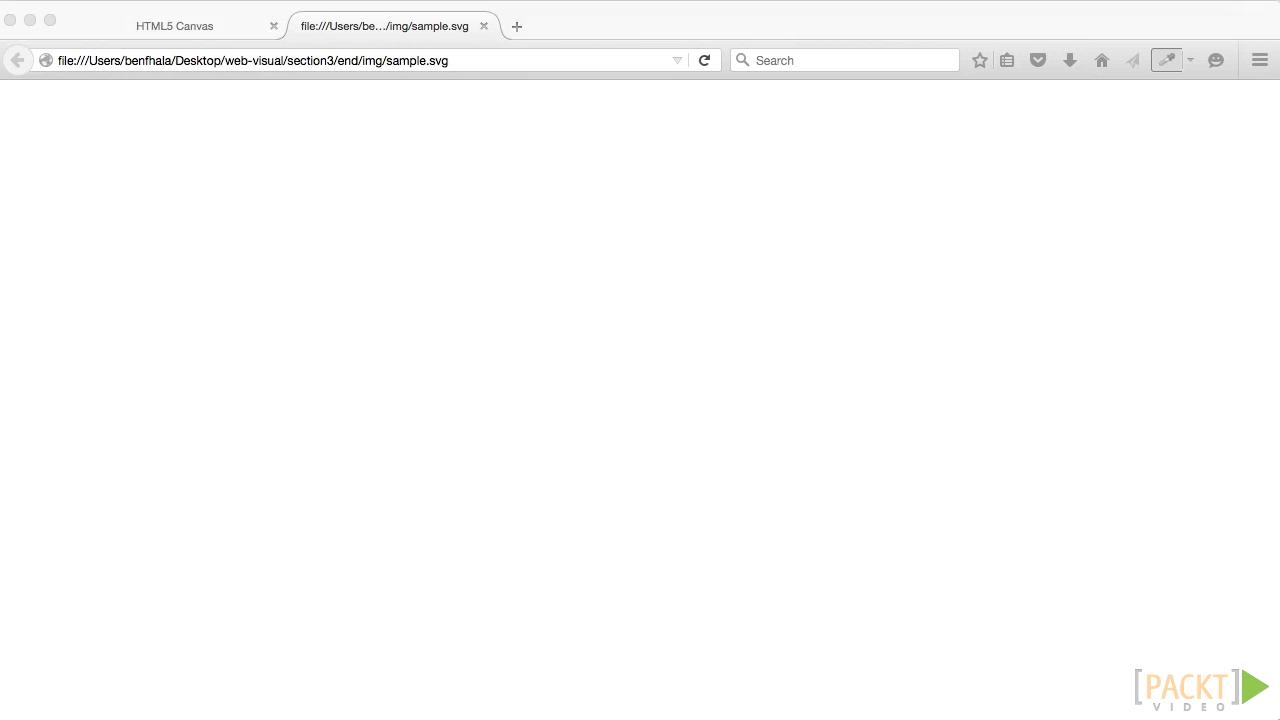 HTML5 Canvas
file:///Users/be.../img/sample.svg
file:///Users/benfhala/Desktop/web-visual/section3/end/img/sample.svg
Search
[PACKT]
VIDEO